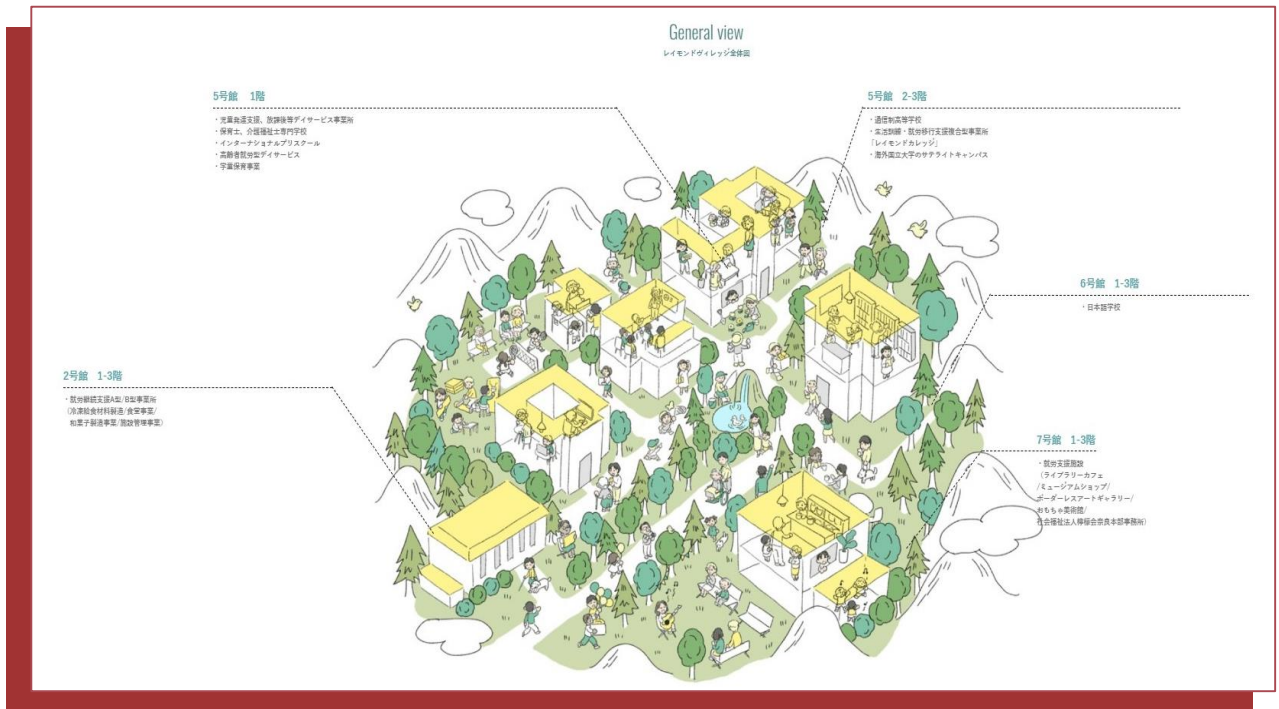 General view
レイモンドヴィレッジ全体図
5号館 1階
・児童発達支援、放課後等デイサービス事業所
・保育士、介護福祉士専門学校
・インターナショナルプリスクール
・高齢者就労型デイサービス
・学童保育事業
5号館 2-3階
・通信制高等学校
・生活訓練・就労移行支援複合型事業所
「レイモンドカレッジ」
・海外国立大学のサテライトキャンパス
6号館 1-3階
・日本語学校
2号館 1-3階
・就労継続支援A型/B型事業所
（冷凍給食材料製造/食堂事業/
和菓子製造事業/施設管理事業）
7号館 1-3階
・就労支援施設
（ライブラリーカフェ
/ミュージアムショップ/
ボーダーレスアートギャラリー/
おもちゃ美術館/
社会福祉法人檸檬会奈良本部事務所）